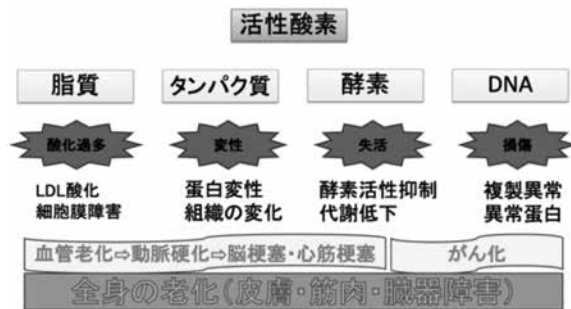 活性酸素
脂質
タンパク質
酵素
DNA
酸化過多
変性
失活
損傷
LDL酸化
細胞膜障害
蛋白変性
組織の変化
酵素活性抑制
代謝低下
複製異常
異常蛋白
血管老化⇨動脈硬化⇨脳梗塞・心筋梗塞
がん化
全身の老化(皮膚・筋肉・臓器障害)